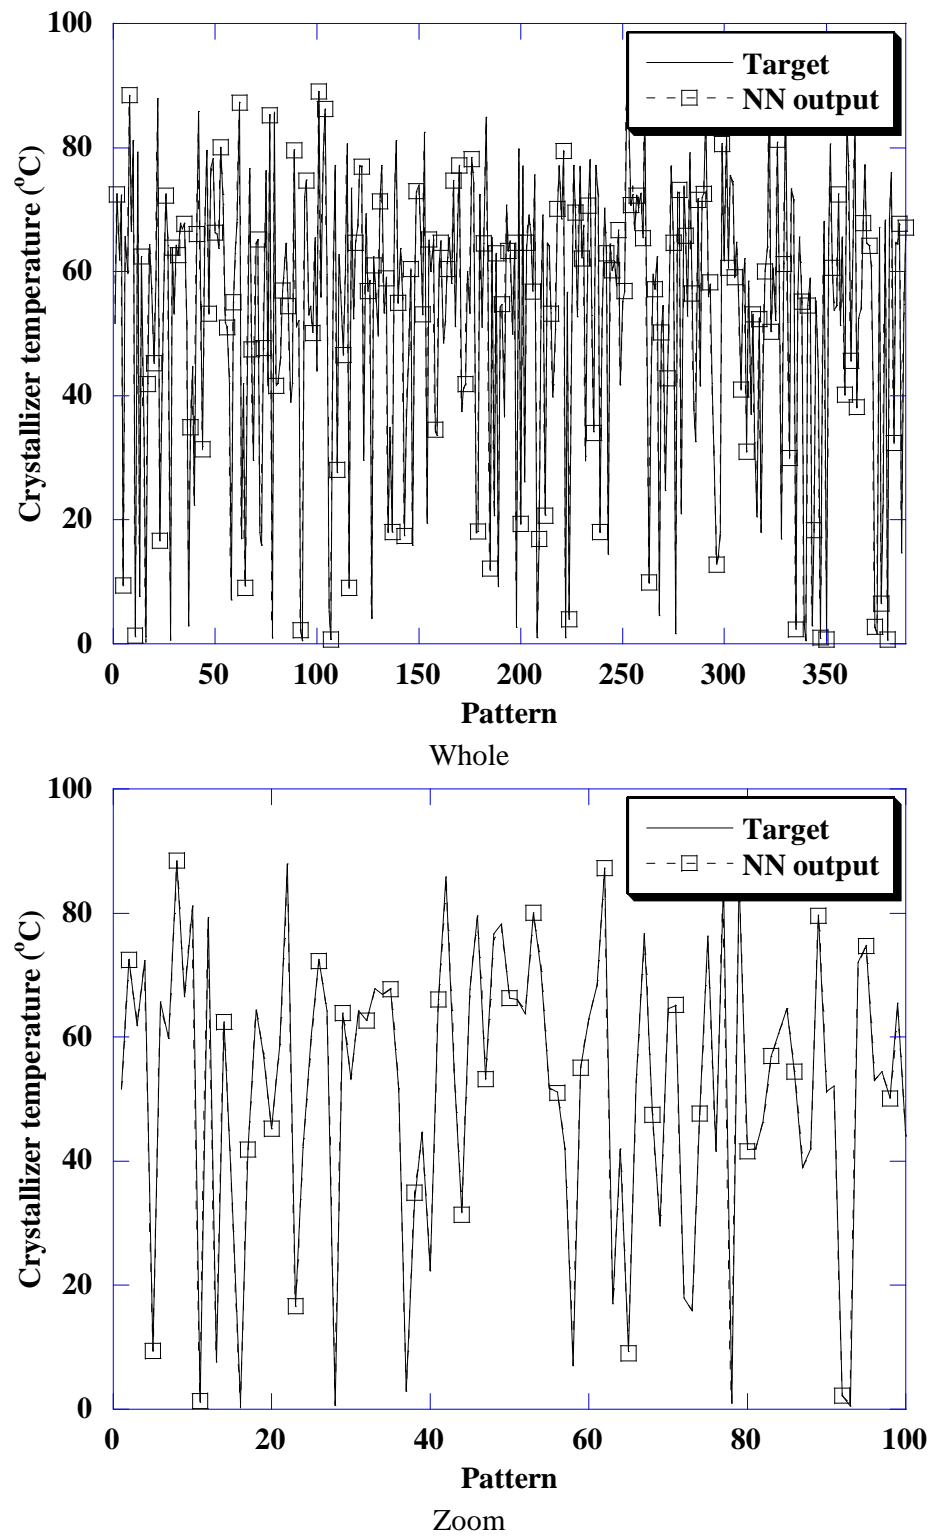 100
80
60
40
20
0
Crystallizer temperature (°C)
Target
NN output
0 50 100 150 200 250 300 350
Pattern
Whole
100
80
60
40
20
0
Crystallizer temperature (°C)
Target
NN output
0 20 40 60 80 100
Pattern
Zoom